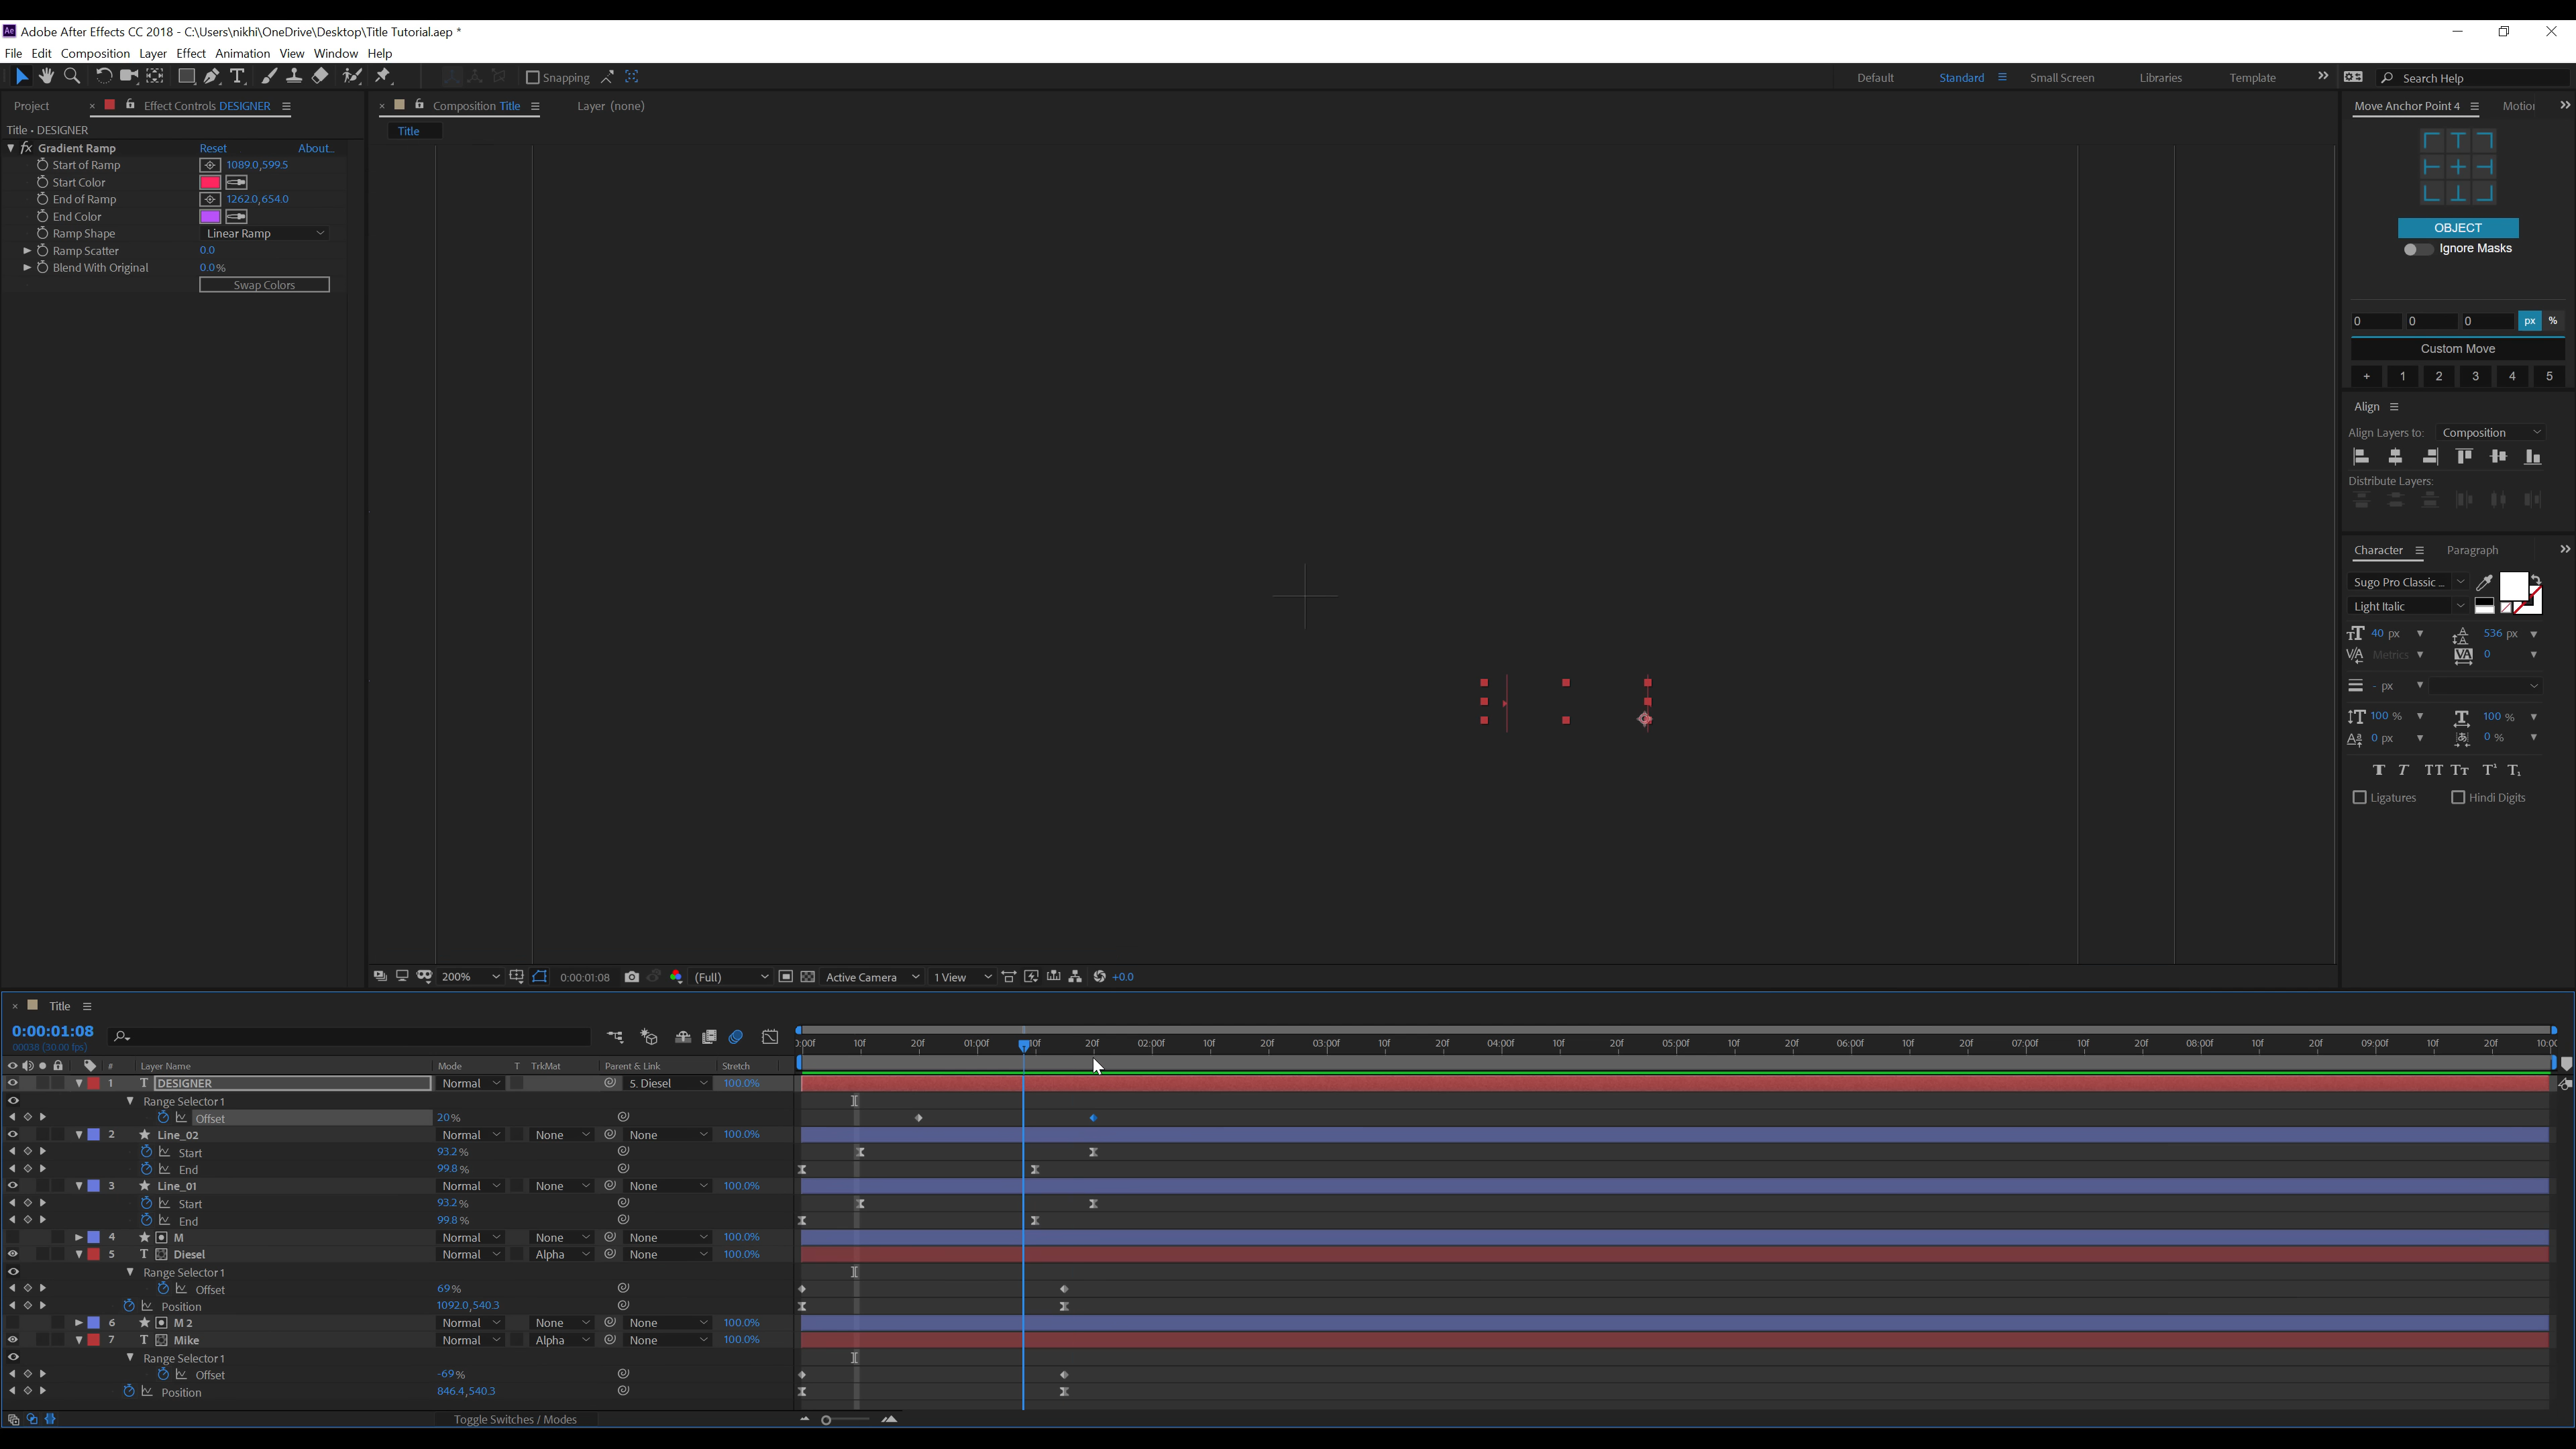 Adobe After Effects CC 2018 - C:\Users\nikhi\OneDrive\Desktop\Title Tutorial.aep *
File Edit Composition Layer Effect Animation View Window Help
Snapping Default Standard Small Screen Libraries Template Search Help
Project Effect Controls DESIGNER Composition Title Layer (none) Move Anchor Point 4
Title • DESIGNER
Title
fx Gradient Ramp Reset About...
Start of Ramp 1089.0,599.5
Start Color
End of Ramp 1262.0,654.0
End Color
Ramp Shape Linear Ramp
Ramp Scatter 0.0
Blend With Original 0.0%
Swap Colors
OBJECT
Ignore Masks
0 0 0 px %
Custom Move
+ 1 2 3 4 5
Align
Align Layers to: Composition
Distribute Layers:
Character Paragraph
Sugo Pro Classic ...
Light Italic
40 px 536 px
Metrics 0
- px
100 % 100 %
0 px 0 %
Ligatures Hindi Digits
200% 0:00:01:08 (Full) Active Camera 1 View +0.0
Title
0:00:01:08
00038 (30.00 fps)
10f 20f 01:00f 10f 20f 02:00f 10f 20f 03:00f 10f 20f 04:00f 10f 20f 05:00f 10f 20f 06:00f 10f 20f 07:00f 10f 20f 08:00f 10f 20f 09:00f 10f 20f
# Layer Name Mode T TrkMat Parent & Link Stretch
1 T DESIGNER Normal 5. Diesel 100.0%
Range Selector 1
Offset 20%
2 Line_02 Normal None None 100.0%
Start 93.2%
End 99.8%
3 Line_01 Normal None None 100.0%
Start 93.2%
End 99.8%
4 M Normal None None 100.0%
5 T Diesel Normal Alpha None 100.0%
Range Selector 1
Offset 69%
Position 1092.0,540.3
6 M 2 Normal None None 100.0%
7 T Mike Normal Alpha None 100.0%
Range Selector 1
Offset -69%
Position 846.4,540.3
Toggle Switches / Modes